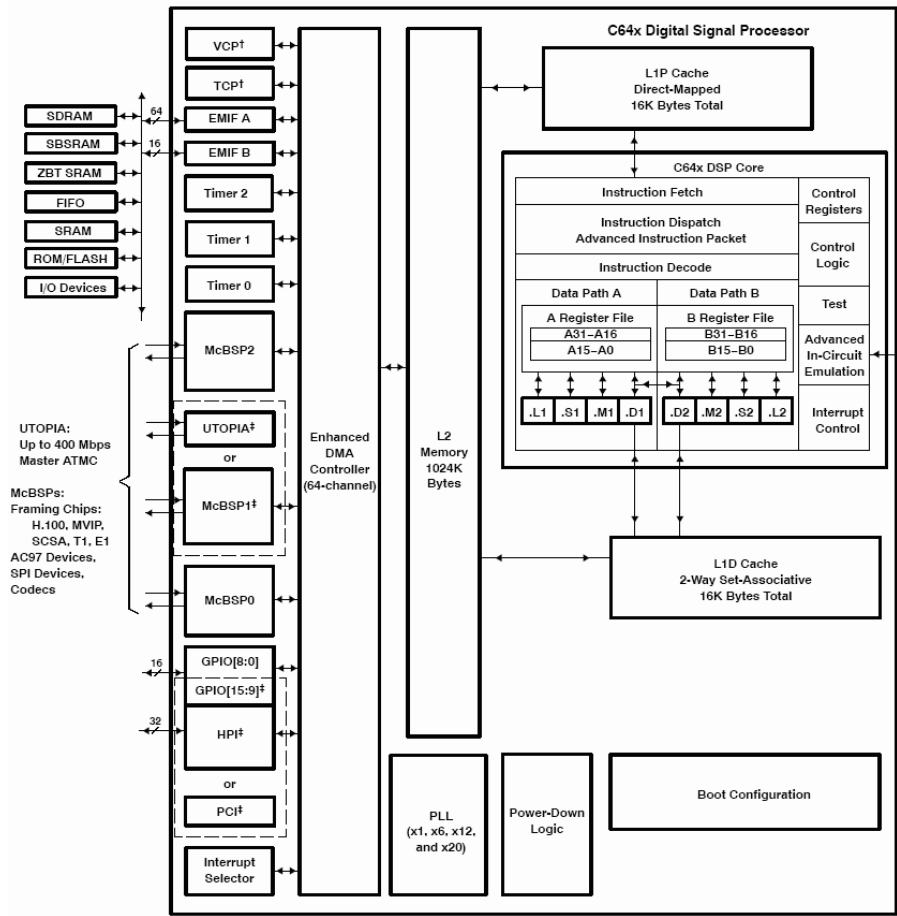 C64x Digital Signal Processor
VCP†
TCP†
EMIF A
EMIF B
Timer 2
Timer 1
Timer 0
McBSP2
UTOPIA‡
or
McBSP1‡
McBSP0
GPIO[8:0]
GPIO[15:9]‡
HPI‡
or
PCI‡
Interrupt
Selector
64
16
16
32
SDRAM
SBSRAM
ZBT SRAM
FIFO
SRAM
ROM/FLASH
I/O Devices
UTOPIA:
Up to 400 Mbps
Master ATMC
McBSPs:
Framing Chips:
H.100, MVIP,
SCSA, T1, E1
AC97 Devices,
SPI Devices,
Codecs
Enhanced
DMA
Controller
(64-channel)
L2
Memory
1024K
Bytes
L1P Cache
Direct-Mapped
16K Bytes Total
C64x DSP Core
Instruction Fetch
Instruction Dispatch
Advanced Instruction Packet
Instruction Decode
Data Path A
Data Path B
A Register File
A31–A16
A15–A0
B Register File
B31–B16
B15–B0
.L1 .S1 .M1 .D1
.D2 .M2 .S2 .L2
Control
Registers
Control
Logic
Test
Advanced
In-Circuit
Emulation
Interrupt
Control
L1D Cache
2-Way Set-Associative
16K Bytes Total
PLL
(x1, x6, x12,
and x20)
Power-Down
Logic
Boot Configuration